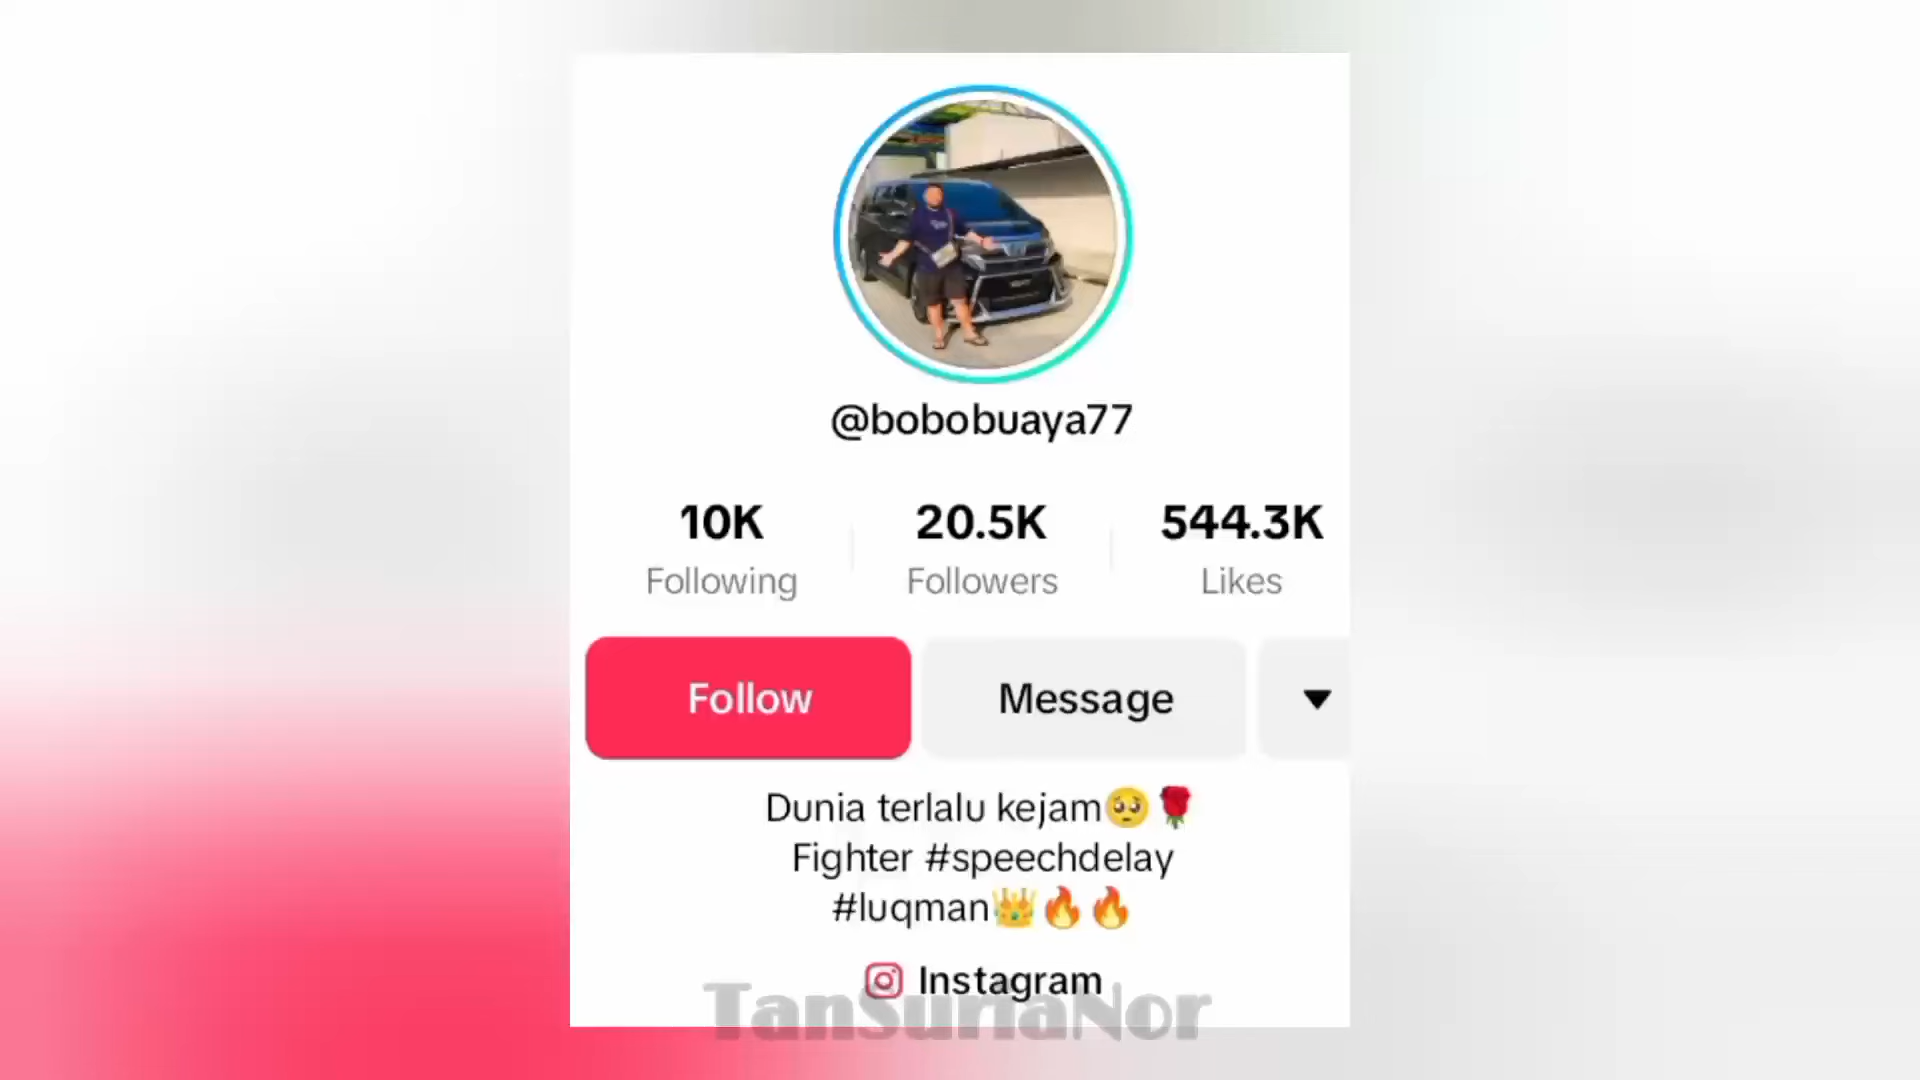 @bobobuaya77
10K 20.5K 544.3K
Following Followers Likes
Follow Message
Dunia terlalu kejam🥺🌹
Fighter #speechdelay
#luqman👑🔥🔥
Instagram
TanSuriaNor